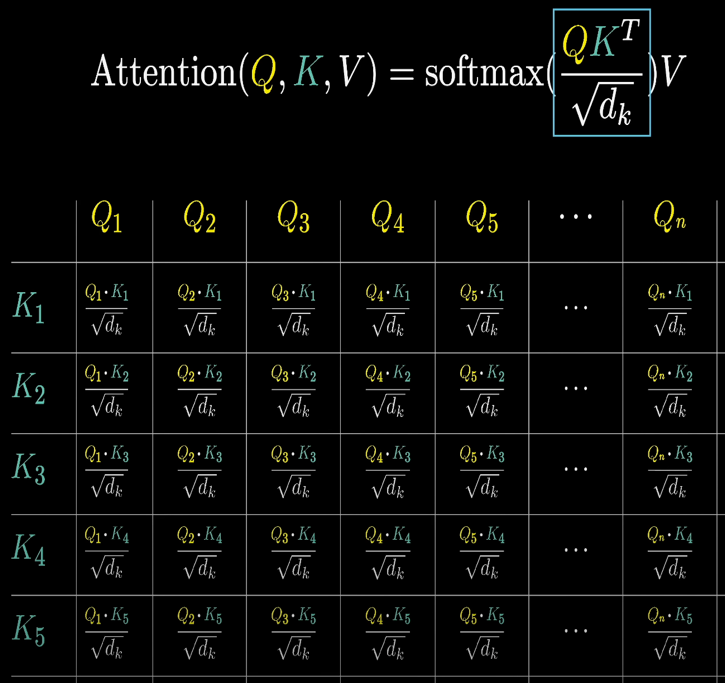 Attention(Q, K, V) = softmax(QK^T / √d_k)V
Q_1 Q_2 Q_3 Q_4 Q_5 ⋯ Q_n
K_1 Q_1·K_1/√d_k Q_2·K_1/√d_k Q_3·K_1/√d_k Q_4·K_1/√d_k Q_5·K_1/√d_k ⋯ Q_n·K_1/√d_k
K_2 Q_1·K_2/√d_k Q_2·K_2/√d_k Q_3·K_2/√d_k Q_4·K_2/√d_k Q_5·K_2/√d_k ⋯ Q_n·K_2/√d_k
K_3 Q_1·K_3/√d_k Q_2·K_3/√d_k Q_3·K_3/√d_k Q_4·K_3/√d_k Q_5·K_3/√d_k ⋯ Q_n·K_3/√d_k
K_4 Q_1·K_4/√d_k Q_2·K_4/√d_k Q_3·K_4/√d_k Q_4·K_4/√d_k Q_5·K_4/√d_k ⋯ Q_n·K_4/√d_k
K_5 Q_1·K_5/√d_k Q_2·K_5/√d_k Q_3·K_5/√d_k Q_4·K_5/√d_k Q_5·K_5/√d_k ⋯ Q_n·K_5/√d_k